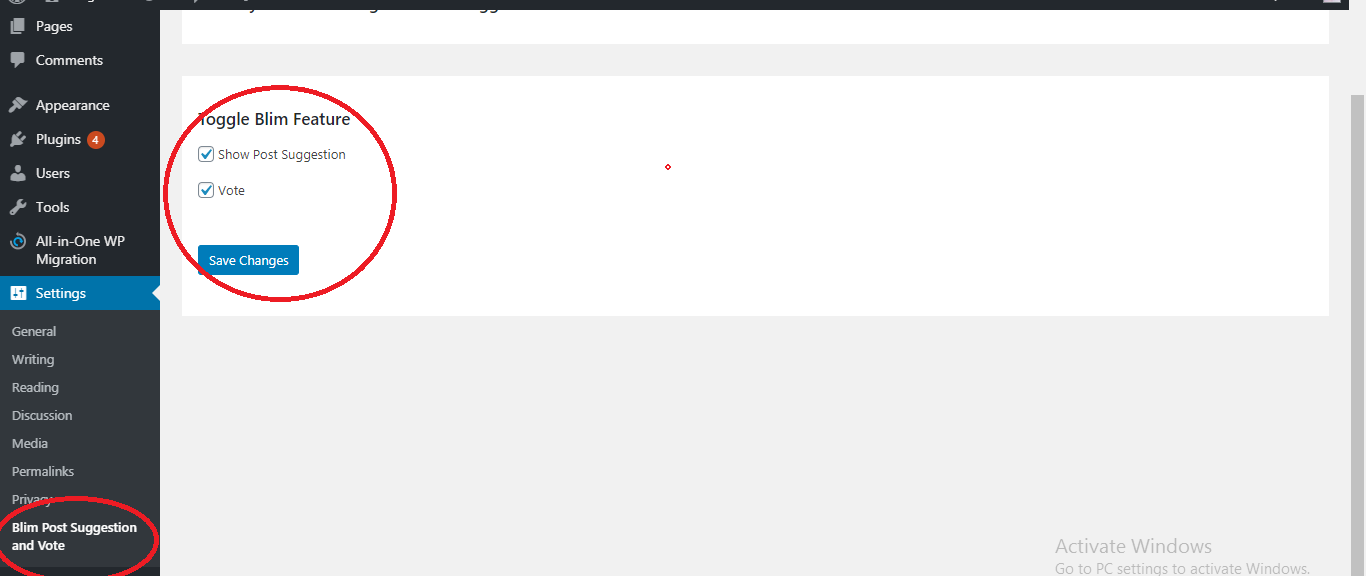 Pages
Comments
Appearance
Plugins 4
Users
Tools
All-in-One WP
Migration
Settings
General
Writing
Reading
Discussion
Media
Permalinks
Privacy
Blim Post Suggestion
and Vote
Toggle Blim Feature
Show Post Suggestion
Vote
Save Changes
Activate Windows
Go to PC settings to activate Windows.